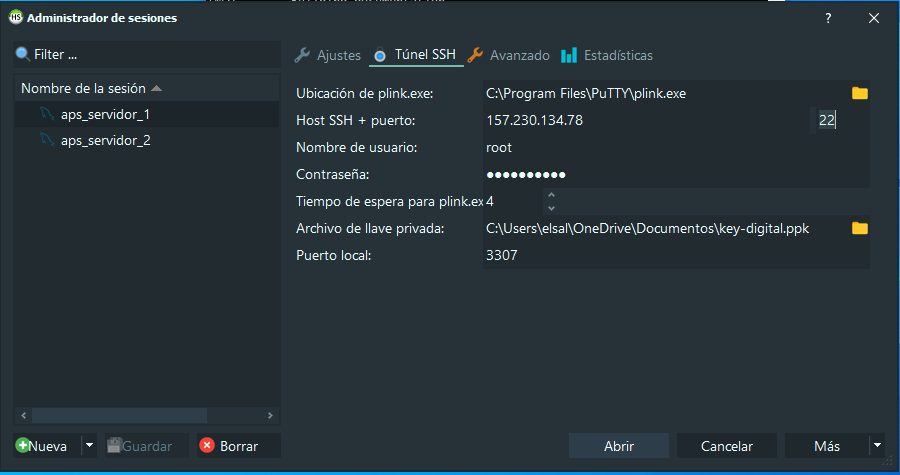 HS Administrador de sesiones ?
Filter ...
Ajustes Túnel SSH Avanzado Estadísticas
Nombre de la sesión
aps_servidor_1
aps_servidor_2
Ubicación de plink.exe: C:\Program Files\PuTTY\plink.exe
Host SSH + puerto: 157.230.134.78 22
Nombre de usuario: root
Contraseña: ●●●●●●●●●●
Tiempo de espera para plink.ex 4
Archivo de llave privada: C:\Users\elsal\OneDrive\Documentos\key-digital.ppk
Puerto local: 3307
Nueva Guardar Borrar Abrir Cancelar Más